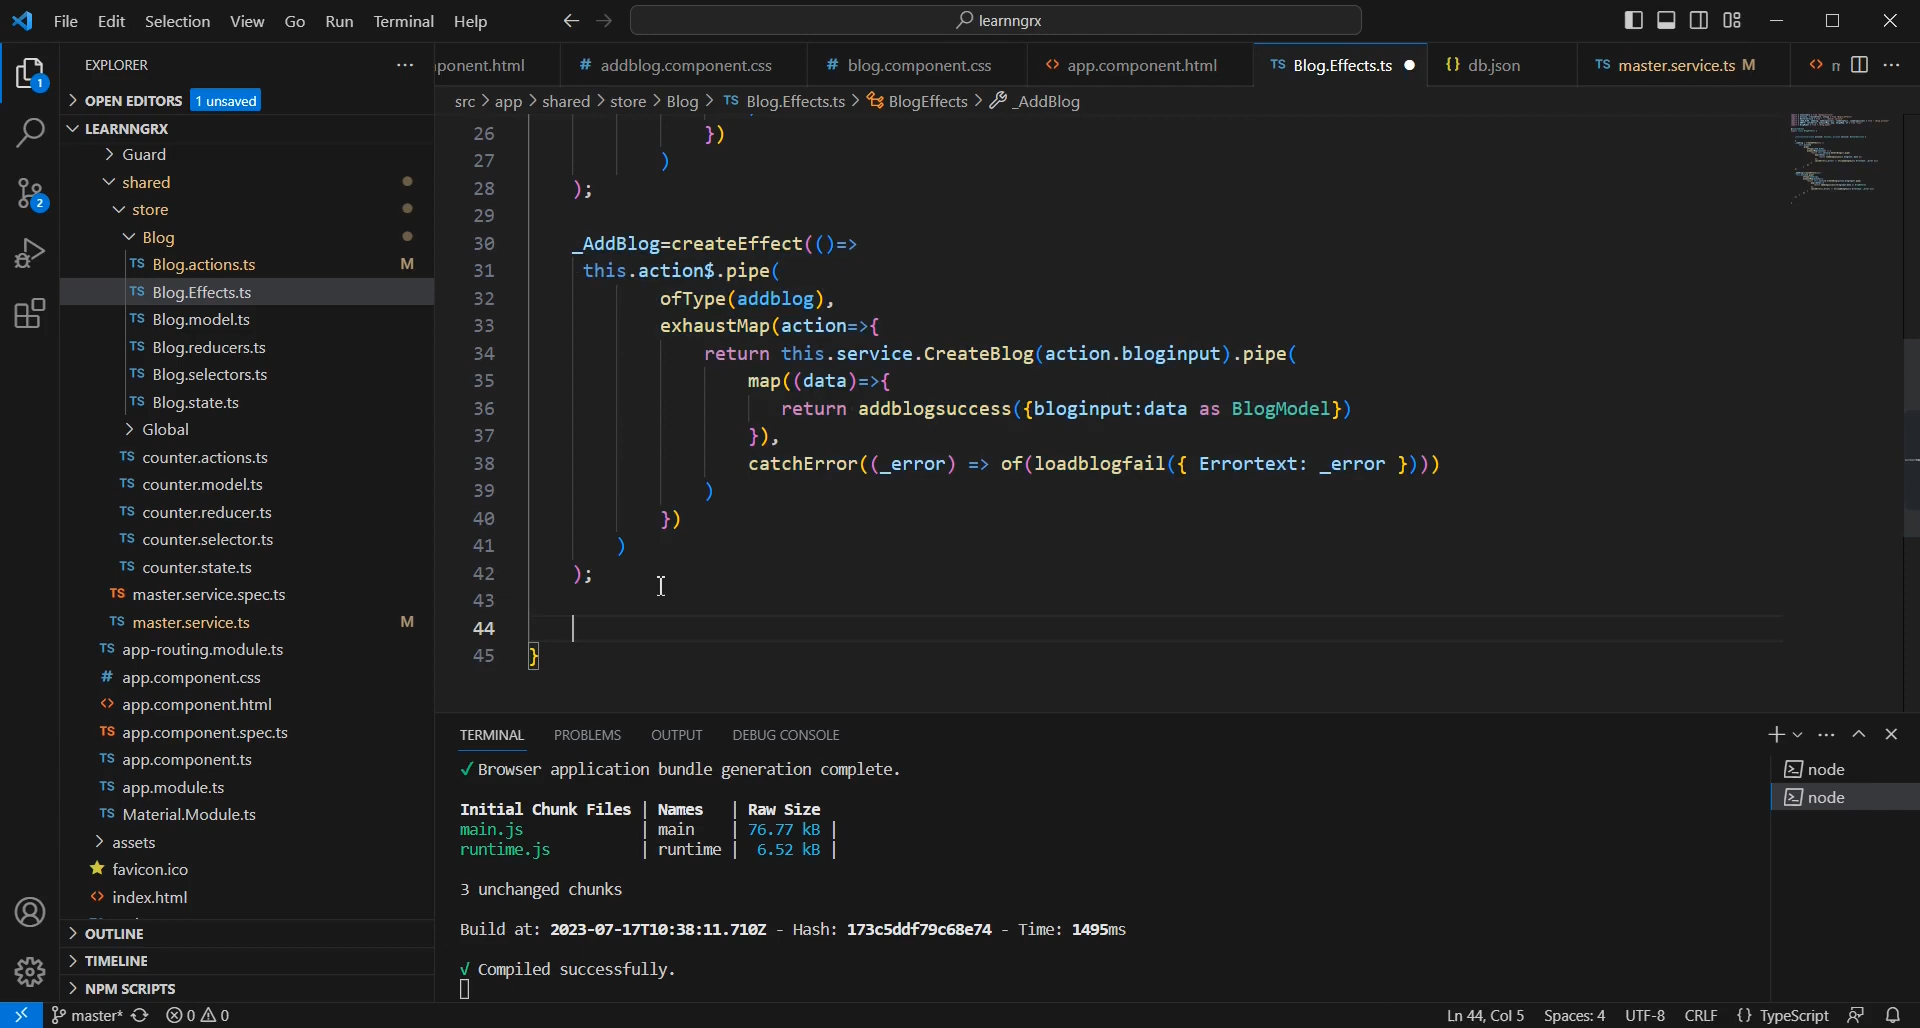 File Edit Selection View Go Run Terminal Help
learnngrx
EXPLORER
OPEN EDITORS 1 unsaved
LEARNNGRX
Guard
shared
store
Blog
TS Blog.actions.ts M
TS Blog.Effects.ts
TS Blog.model.ts
TS Blog.reducers.ts
TS Blog.selectors.ts
TS Blog.state.ts
Global
TS counter.actions.ts
TS counter.model.ts
TS counter.reducer.ts
TS counter.selector.ts
TS counter.state.ts
TS master.service.spec.ts
TS master.service.ts M
TS app-routing.module.ts
# app.component.css
<> app.component.html
TS app.component.spec.ts
TS app.component.ts
TS app.module.ts
TS Material.Module.ts
assets
favicon.ico
<> index.html
OUTLINE
TIMELINE
NPM SCRIPTS
1
2
ponent.html # addblog.component.css # blog.component.css <> app.component.html TS Blog.Effects.ts {} db.json TS master.service.ts M <>
src > app > shared > store > Blog > TS Blog.Effects.ts > BlogEffects > _AddBlog
26 })
27 )
28 );
29
30 _AddBlog=createEffect(()=>
31 this.action$.pipe(
32 ofType(addblog),
33 exhaustMap(action=>{
34 return this.service.CreateBlog(action.bloginput).pipe(
35 map((data)=>{
36 return addblogsuccess({bloginput:data as BlogModel})
37 }),
38 catchError((_error) => of(loadblogfail({ Errortext: _error })))
39 )
40 })
41 )
42 );
43
44
45 }
TERMINAL PROBLEMS OUTPUT DEBUG CONSOLE
√ Browser application bundle generation complete.
Initial Chunk Files | Names | Raw Size
main.js | main | 76.77 kB |
runtime.js | runtime | 6.52 kB |
3 unchanged chunks
Build at: 2023-07-17T10:38:11.710Z - Hash: 173c5ddf79c68e74 - Time: 1495ms
√ Compiled successfully.
node
node
master* 0 0 Ln 44, Col 5 Spaces: 4 UTF-8 CRLF {} TypeScript